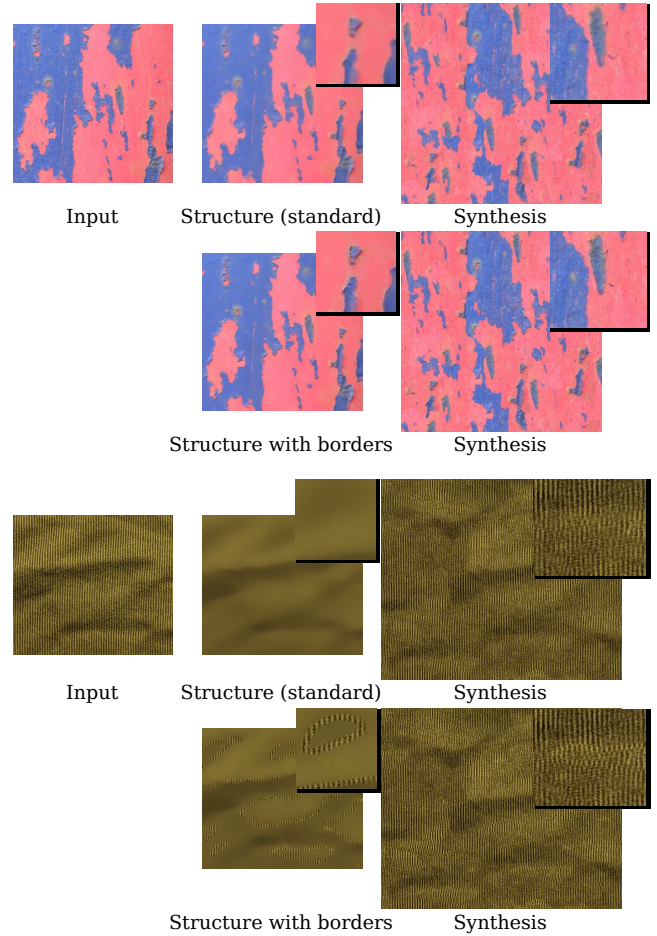 Input
Structure (standard)
Synthesis
Structure with borders
Synthesis
Input
Structure (standard)
Synthesis
Structure with borders
Synthesis